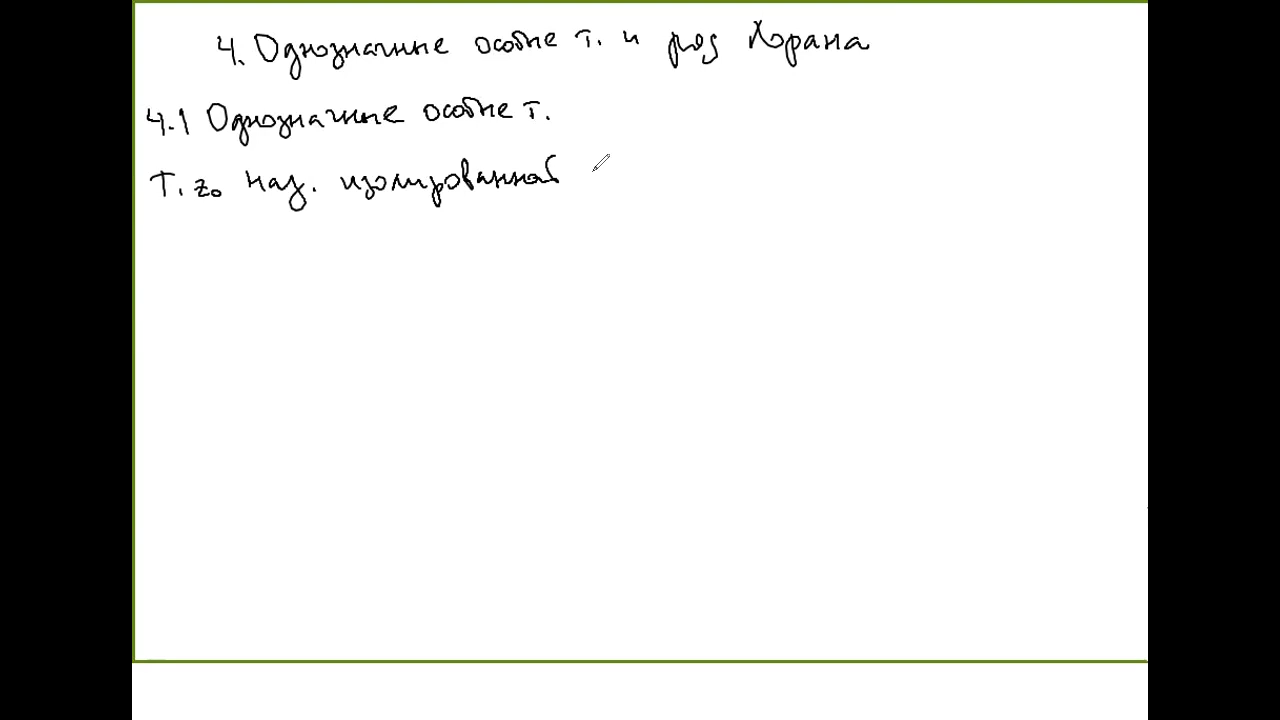 4. Однозначные особые т. и ряд Лорана
4.1 Однозначные особые т.
Т. z₀ наз. изолированной